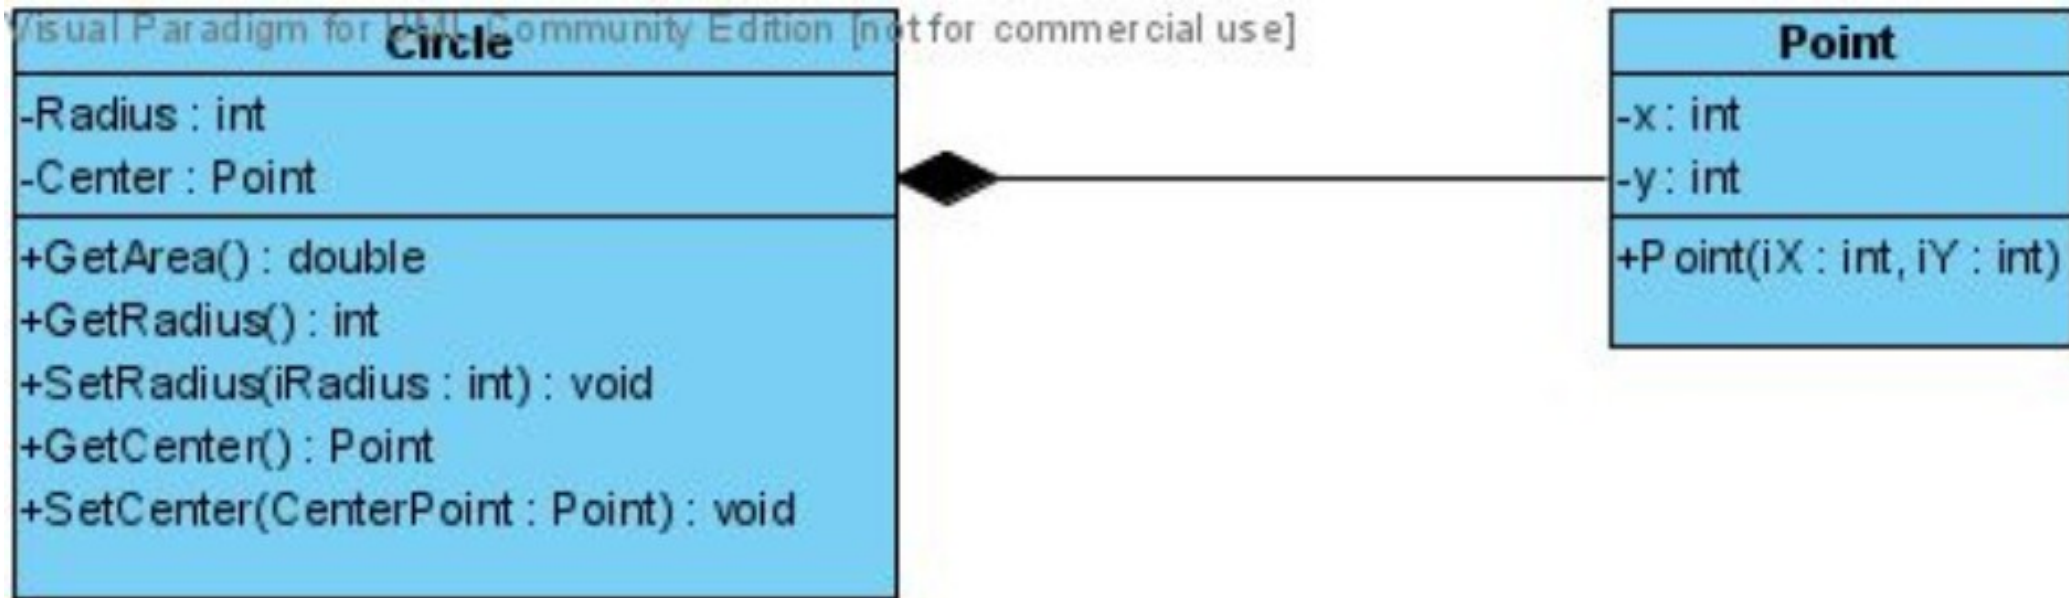 Visual Paradigm for UML Community Edition [not for commercial use]
Circle
-Radius : int
-Center : Point
+GetArea() : double
+GetRadius() : int
+SetRadius(iRadius : int) : void
+GetCenter() : Point
+SetCenter(CenterPoint : Point) : void
Point
-x : int
-y : int
+Point(iX : int, iY : int)